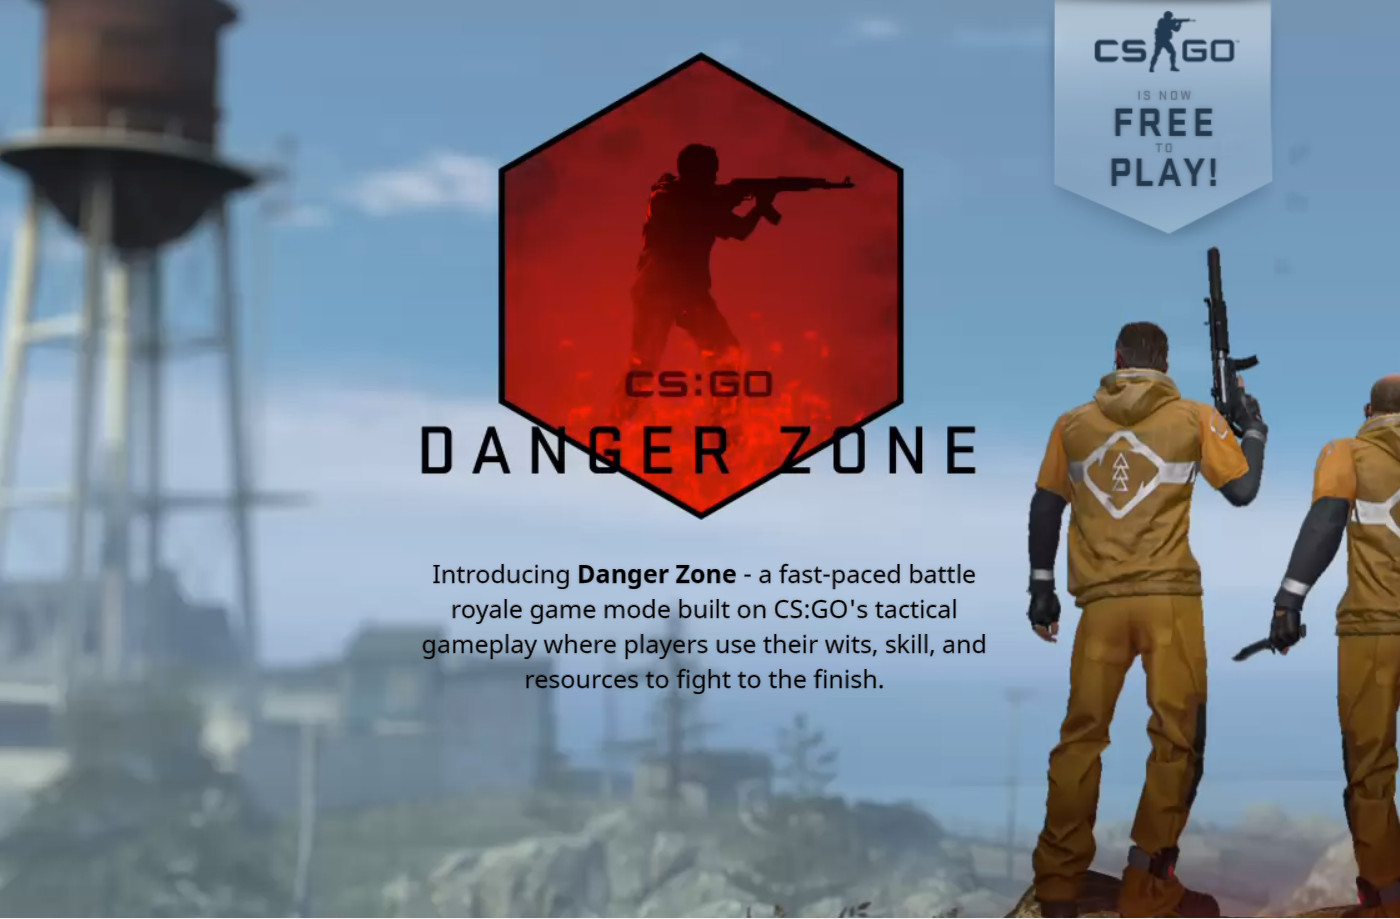 CS GO
IS NOW
FREE
TO
PLAY!
CS:GO
DANGER ZONE
Introducing Danger Zone - a fast-paced battle
royale game mode built on CS:GO's tactical
gameplay where players use their wits, skill, and
resources to fight to the finish.